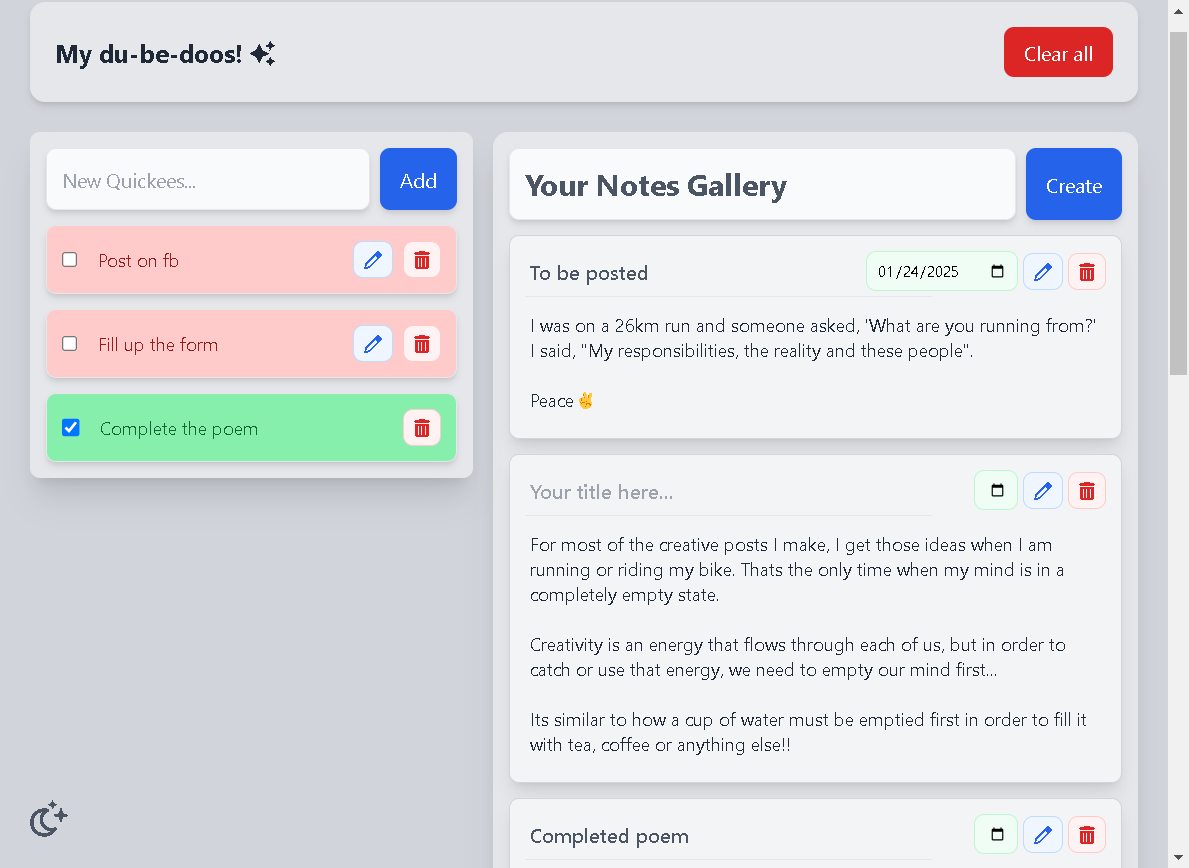 My du-be-doos!
Clear all
New Quickees...
Add
Post on fb
Fill up the form
Complete the poem
Your Notes Gallery
Create
To be posted
01/24/2025
I was on a 26km run and someone asked, 'What are you running from?'
I said, "My responsibilities, the reality and these people".
Peace✌
Your title here...
For most of the creative posts I make, I get those ideas when I am
running or riding my bike. Thats the only time when my mind is in a
completely empty state.
Creativity is an energy that flows through each of us, but in order to
catch or use that energy, we need to empty our mind first...
Its similar to how a cup of water must be emptied first in order to fill it
with tea, coffee or anything else!!
Completed poem